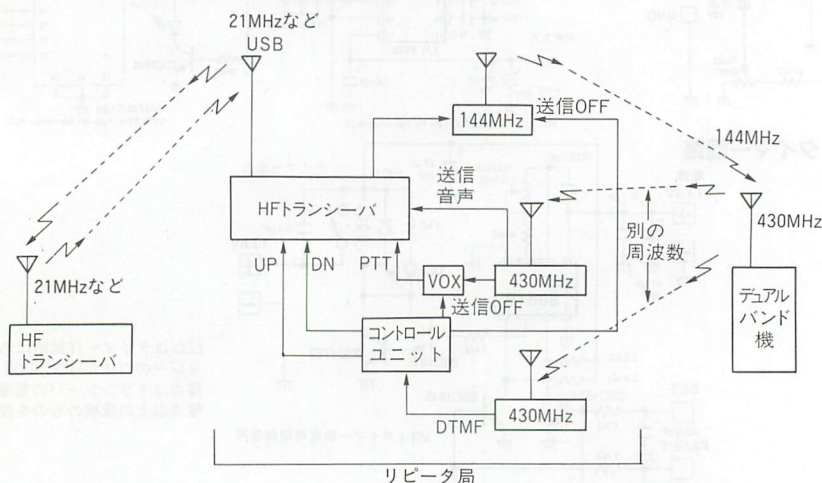 21MHzなど
USB
144MHz
送信OFF
144MHz
送信
音声
HFトランシーバ
別の
周波数
430MHz
UP
DN
PTT
VOX
430MHz
21MHzなど
送信OFF
デュアル
バンド
機
コントロール
ユニット
HF
トランシーバ
DTMF
430MHz
リピータ局